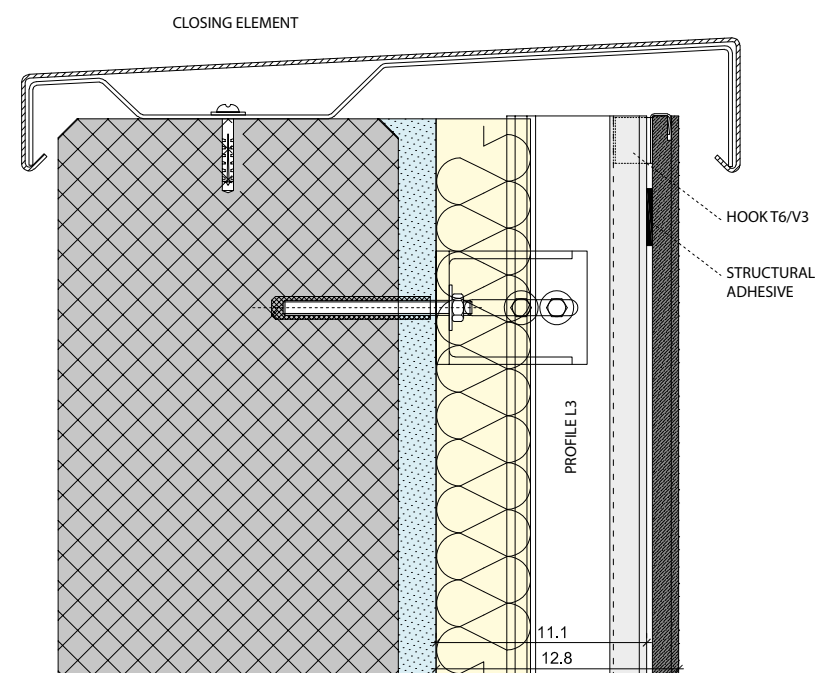 CLOSING ELEMENT
HOOK T6/V3
STRUCTURAL
ADHESIVE
PROFILE L3
11.1
12.8